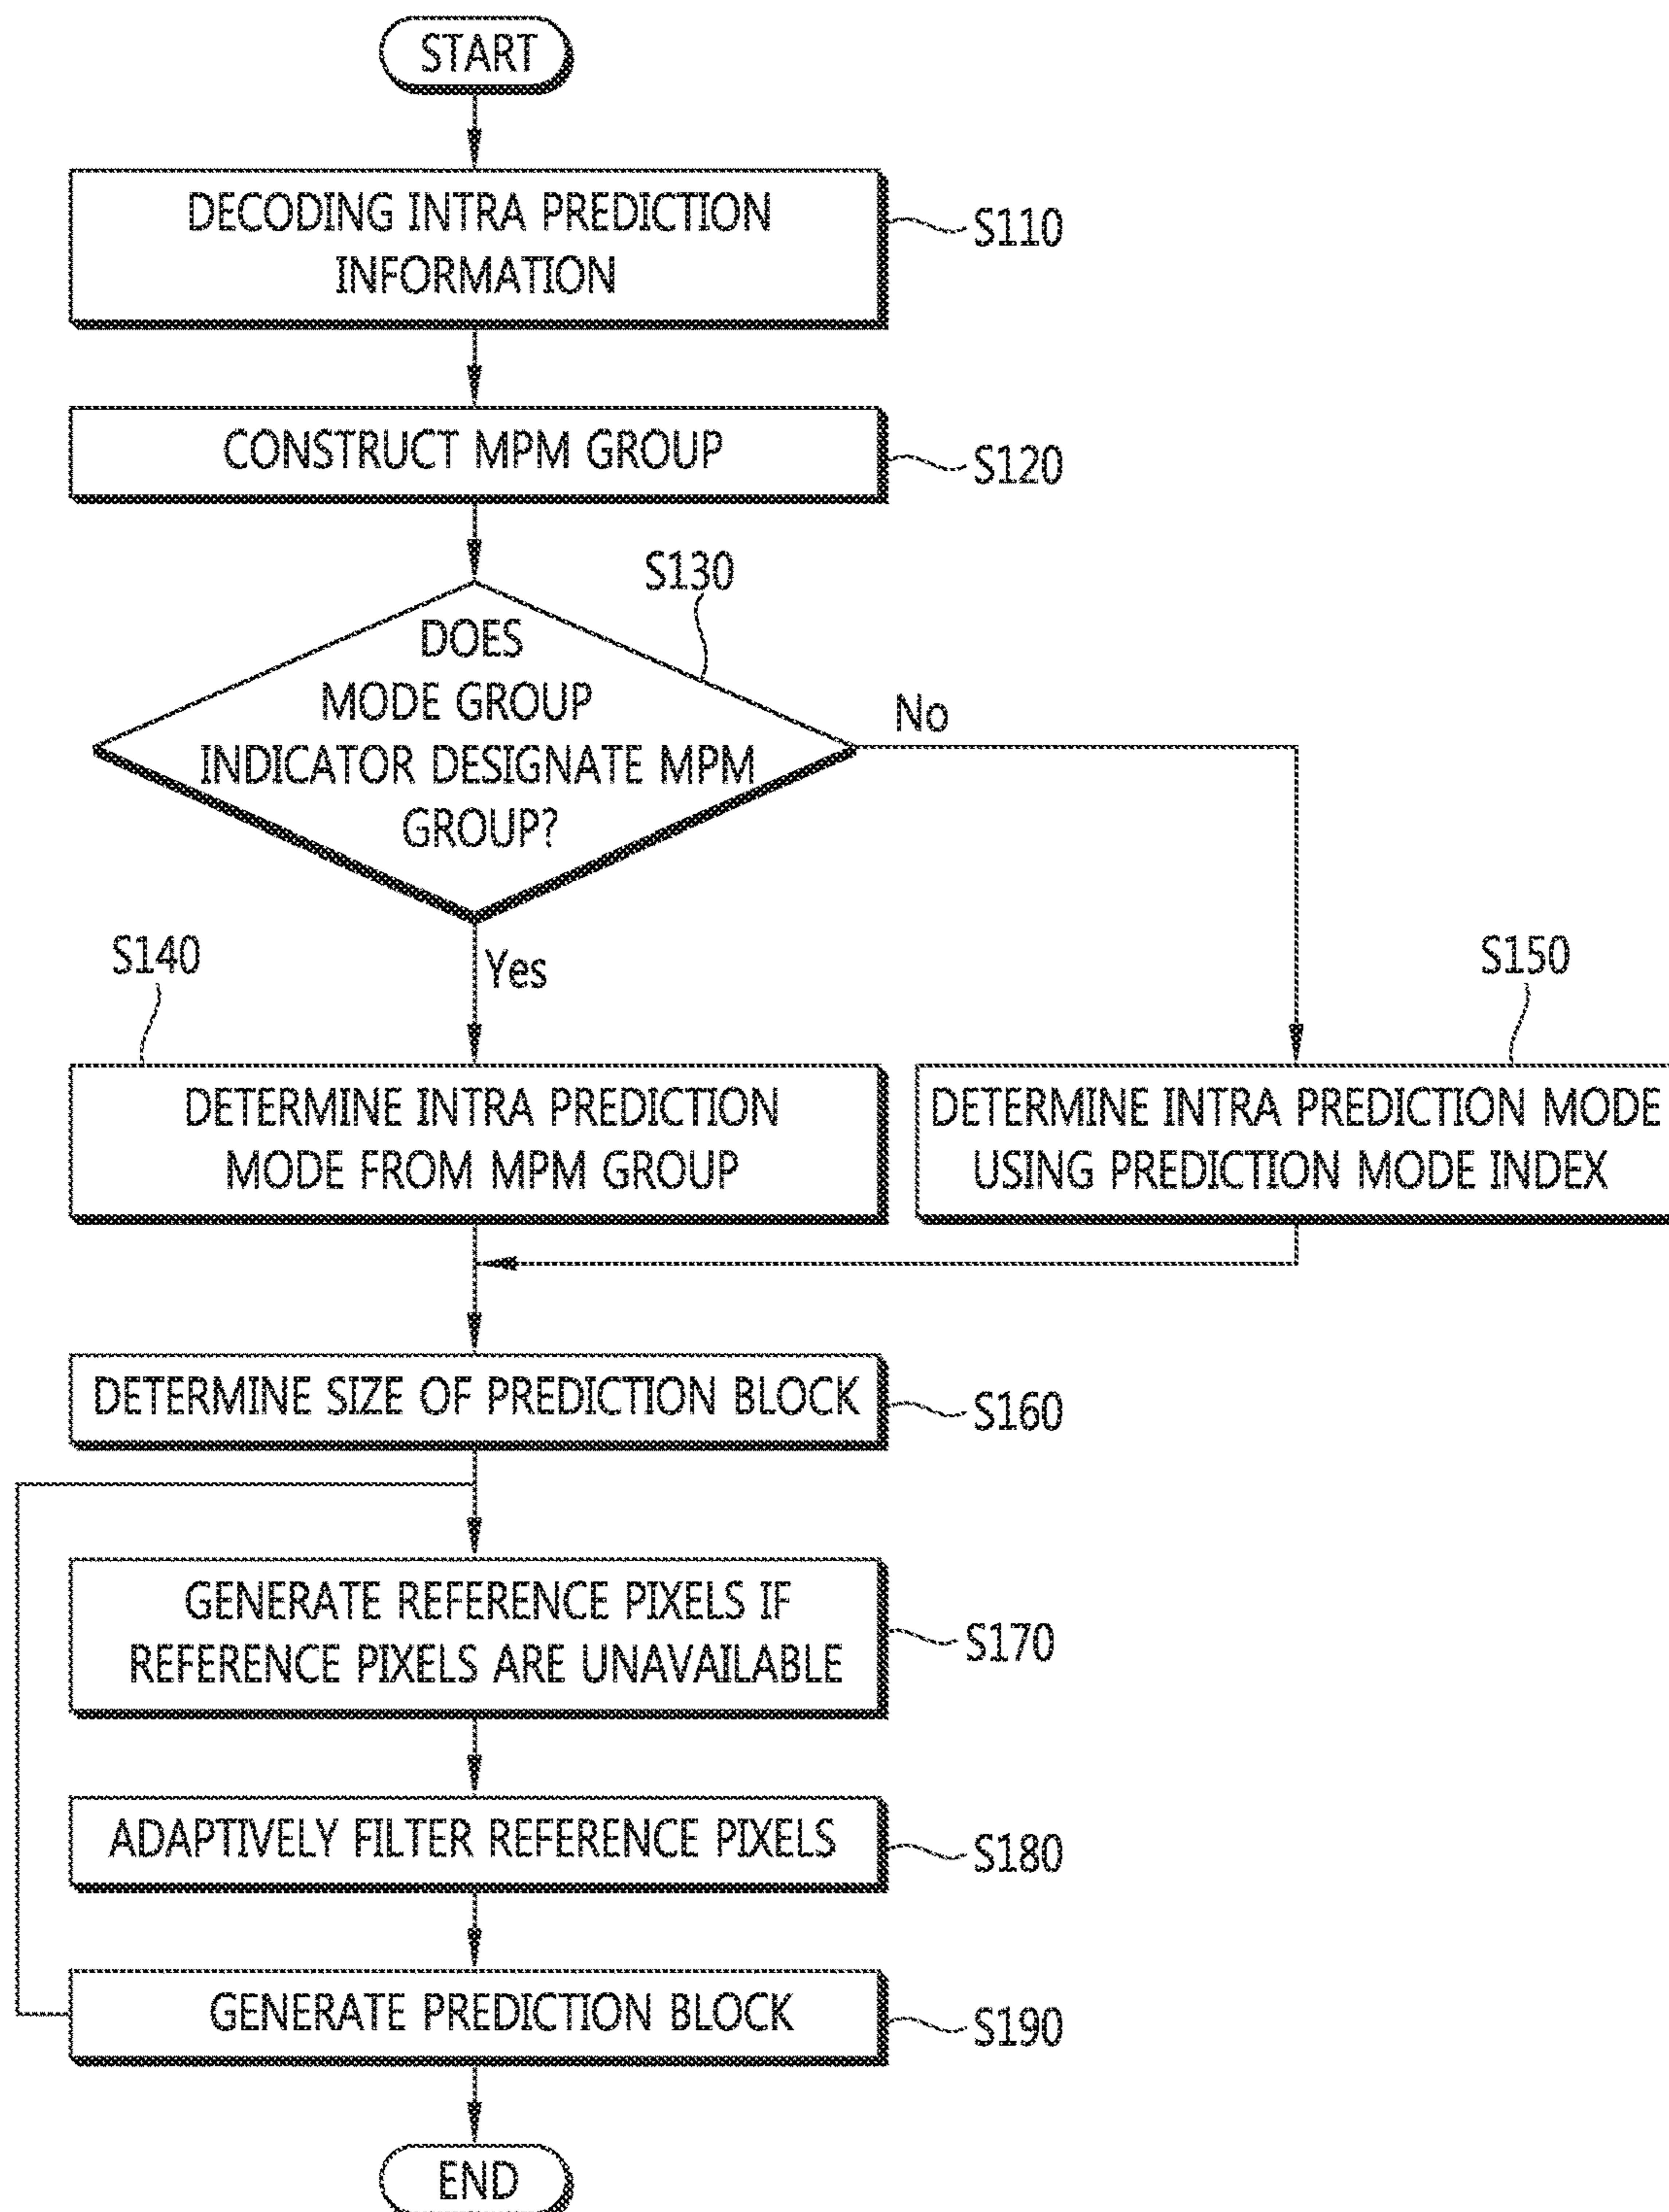 START
DECODING INTRA PREDICTION
INFORMATION
S110
CONSTRUCT MPM GROUP
S120
S130
DOES
MODE GROUP
INDICATOR DESIGNATE MPM
GROUP?
No
Yes
S140
S150
DETERMINE INTRA PREDICTION
MODE FROM MPM GROUP
DETERMINE INTRA PREDICTION MODE
USING PREDICTION MODE INDEX
DETERMINE SIZE OF PREDICTION BLOCK
S160
GENERATE REFERENCE PIXELS IF
REFERENCE PIXELS ARE UNAVAILABLE
S170
ADAPTIVELY FILTER REFERENCE PIXELS
S180
GENERATE PREDICTION BLOCK
S190
END